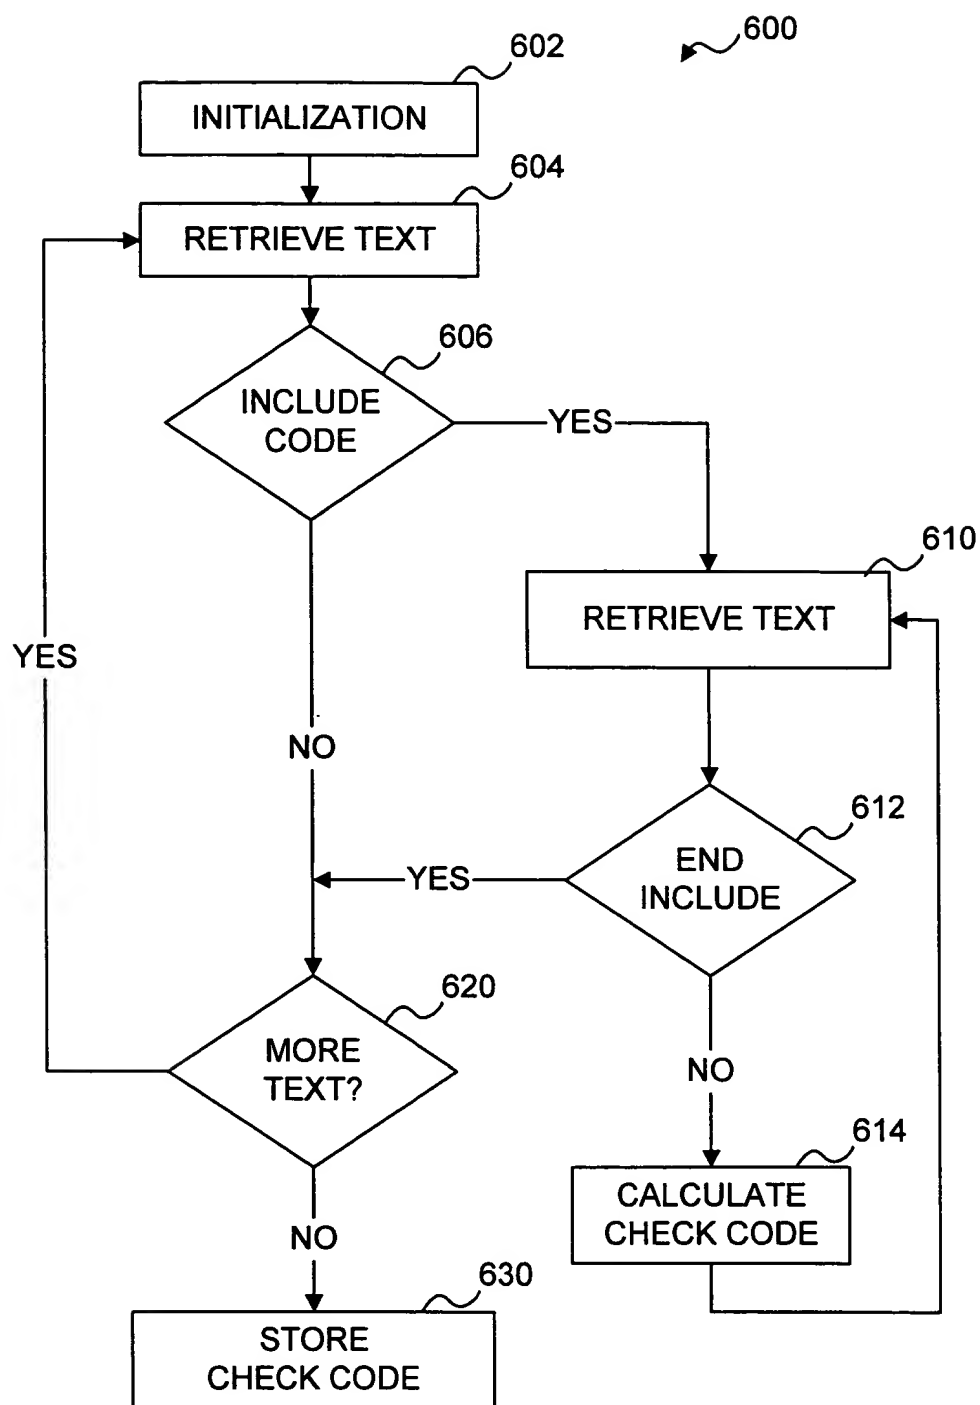 600
602
INITIALIZATION
604
RETRIEVE TEXT
606
INCLUDE
CODE
YES
610
RETRIEVE TEXT
YES
NO
612
END
INCLUDE
YES
620
MORE
TEXT?
NO
614
CALCULATE
CHECK CODE
NO
630
STORE
CHECK CODE